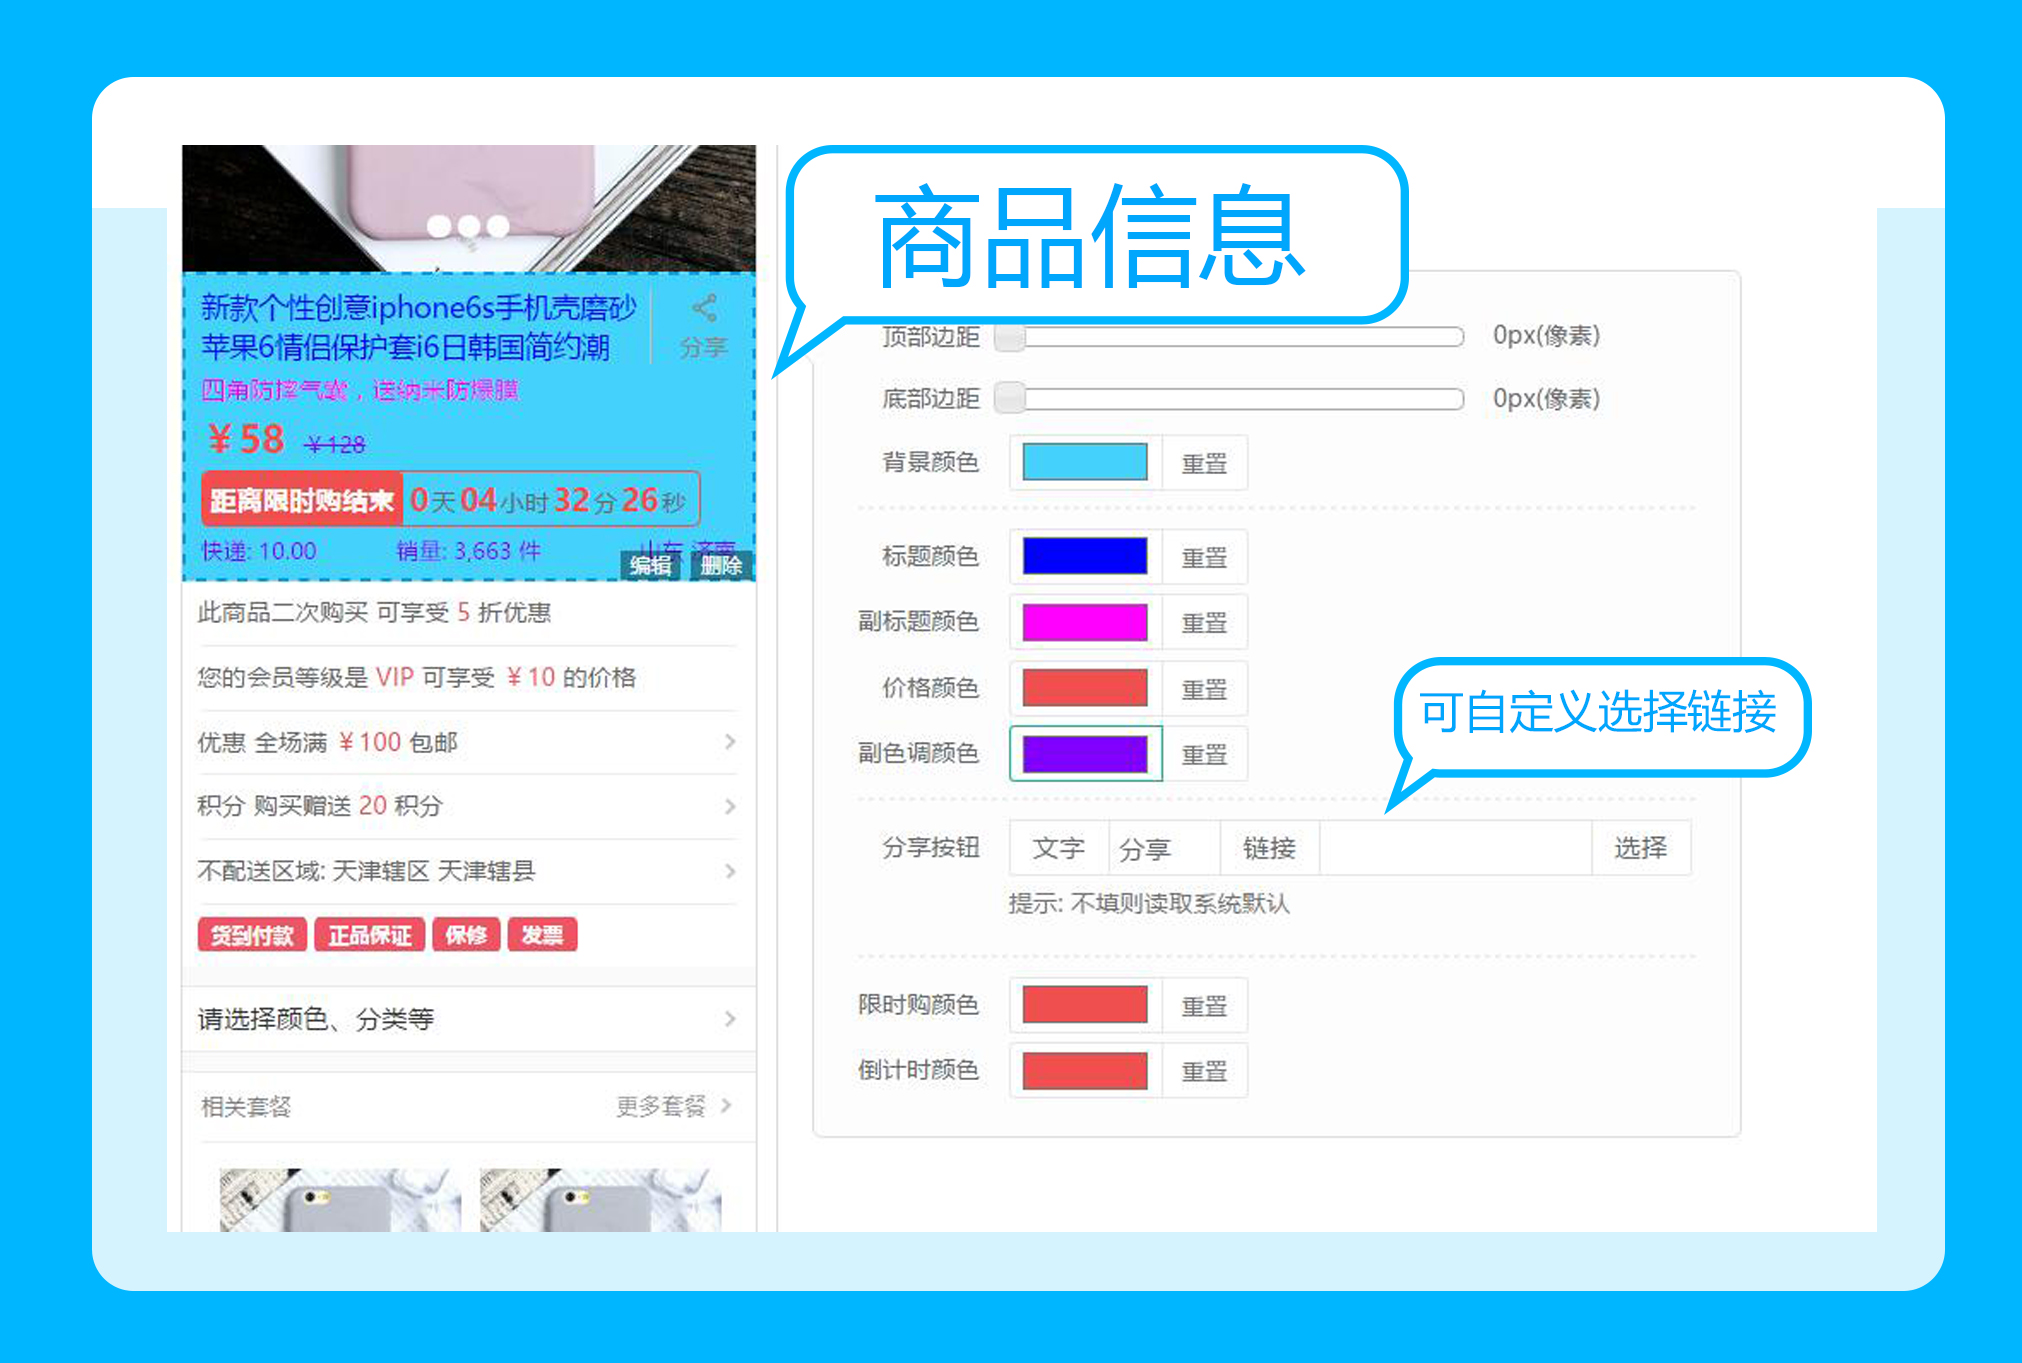 商品信息
新款个性创意iphone6s手机壳磨砂
苹果6情侣保护套i6日韩国简约潮
分享
四角防摔气囊，送纳米防爆膜
¥58 ¥128
距离限时购结束 0天04小时32分26秒
快递: 10.00 销量: 3,663 件 山东 济南
编辑 删除
此商品二次购买 可享受 5 折优惠
您的会员等级是 VIP 可享受 ¥10 的价格
优惠 全场满 ¥100 包邮
积分 购买赠送 20 积分
不配送区域: 天津辖区 天津辖县
货到付款 正品保证 保修 发票
请选择颜色、分类等
相关套餐 更多套餐
顶部边距 0px(像素)
底部边距 0px(像素)
背景颜色 重置
标题颜色 重置
副标题颜色 重置
价格颜色 重置
副色调颜色 重置
可自定义选择链接
分享按钮 文字 分享 链接 选择
提示: 不填则读取系统默认
限时购颜色 重置
倒计时颜色 重置